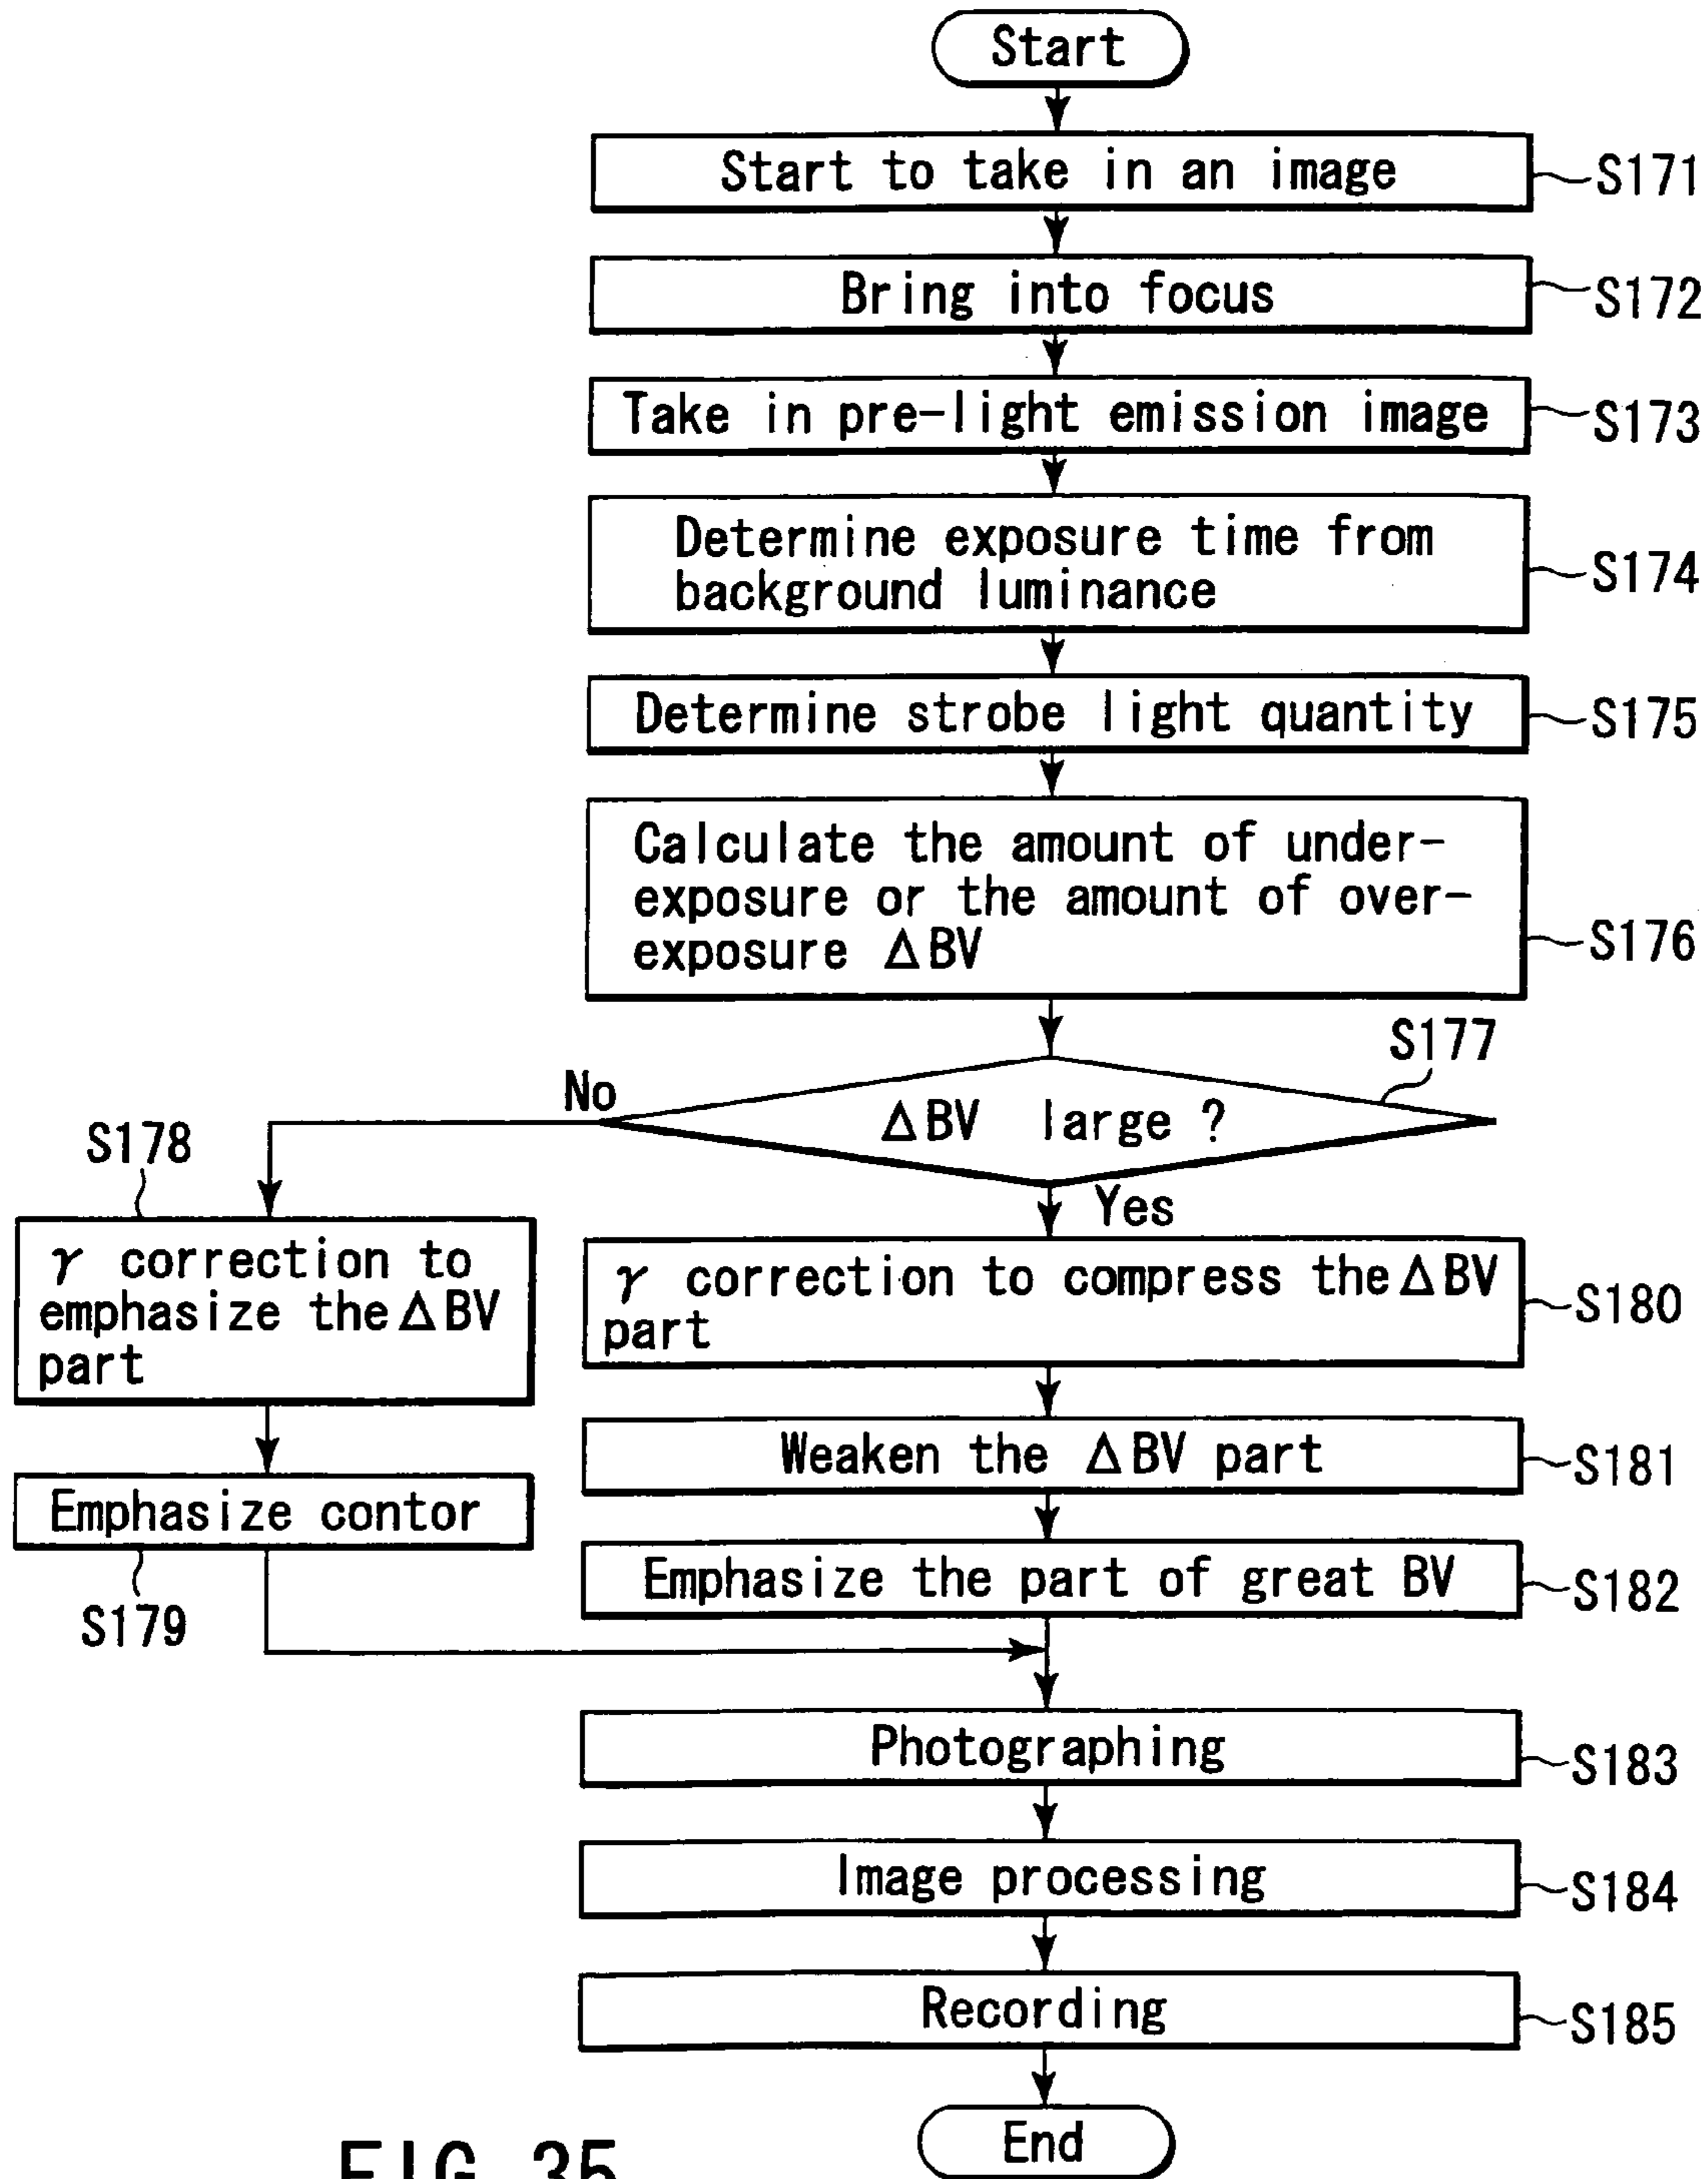 Start
Start to take in an image
S171
Bring into focus
S172
Take in pre-light emission image
S173
Determine exposure time from
background luminance
S174
Determine strobe light quantity
S175
Calculate the amount of under-
exposure or the amount of over-
exposure ΔBV
S176
S177
ΔBV large ?
No
Yes
S178
γ correction to
emphasize the ΔBV
part
Emphasize contor
S179
γ correction to compress the ΔBV
part
S180
Weaken the ΔBV part
S181
Emphasize the part of great BV
S182
Photographing
S183
Image processing
S184
Recording
S185
End
FIG. 35